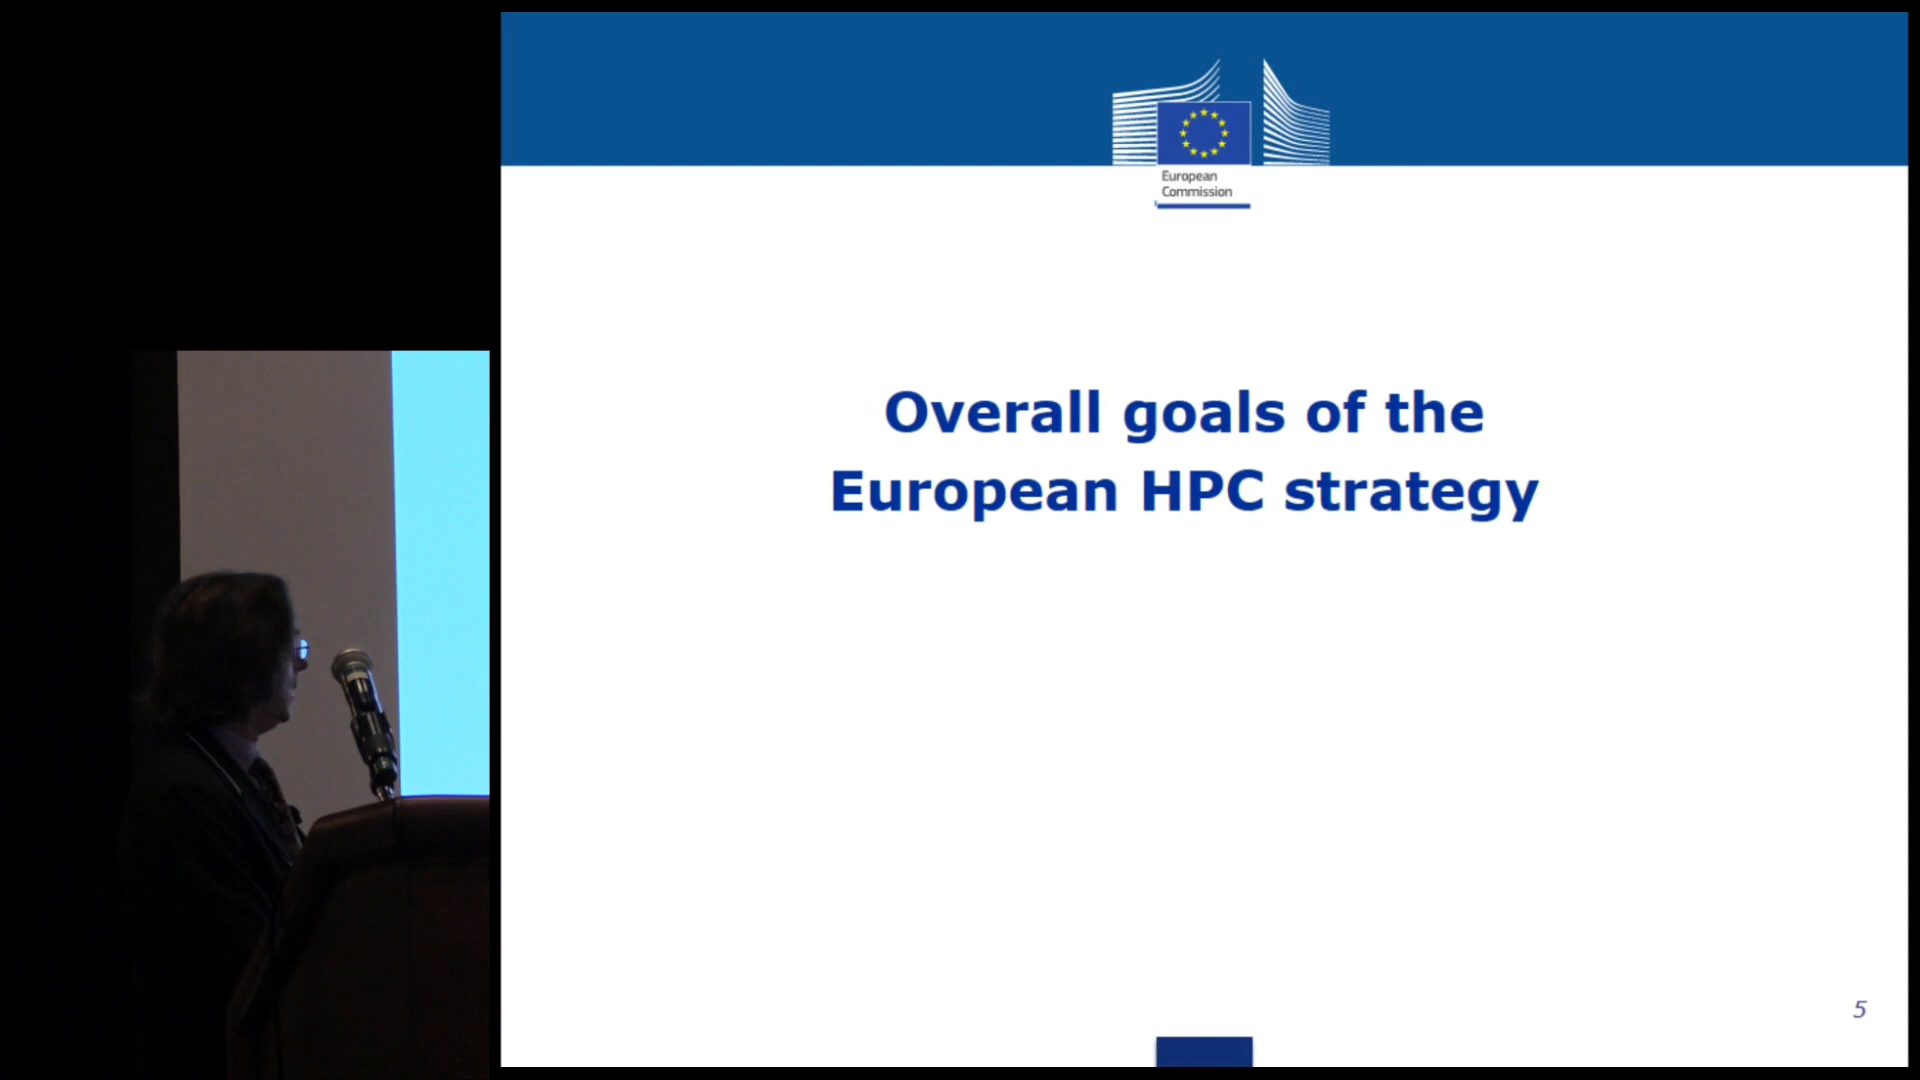 European
Commission
Overall goals of the
European HPC strategy
5